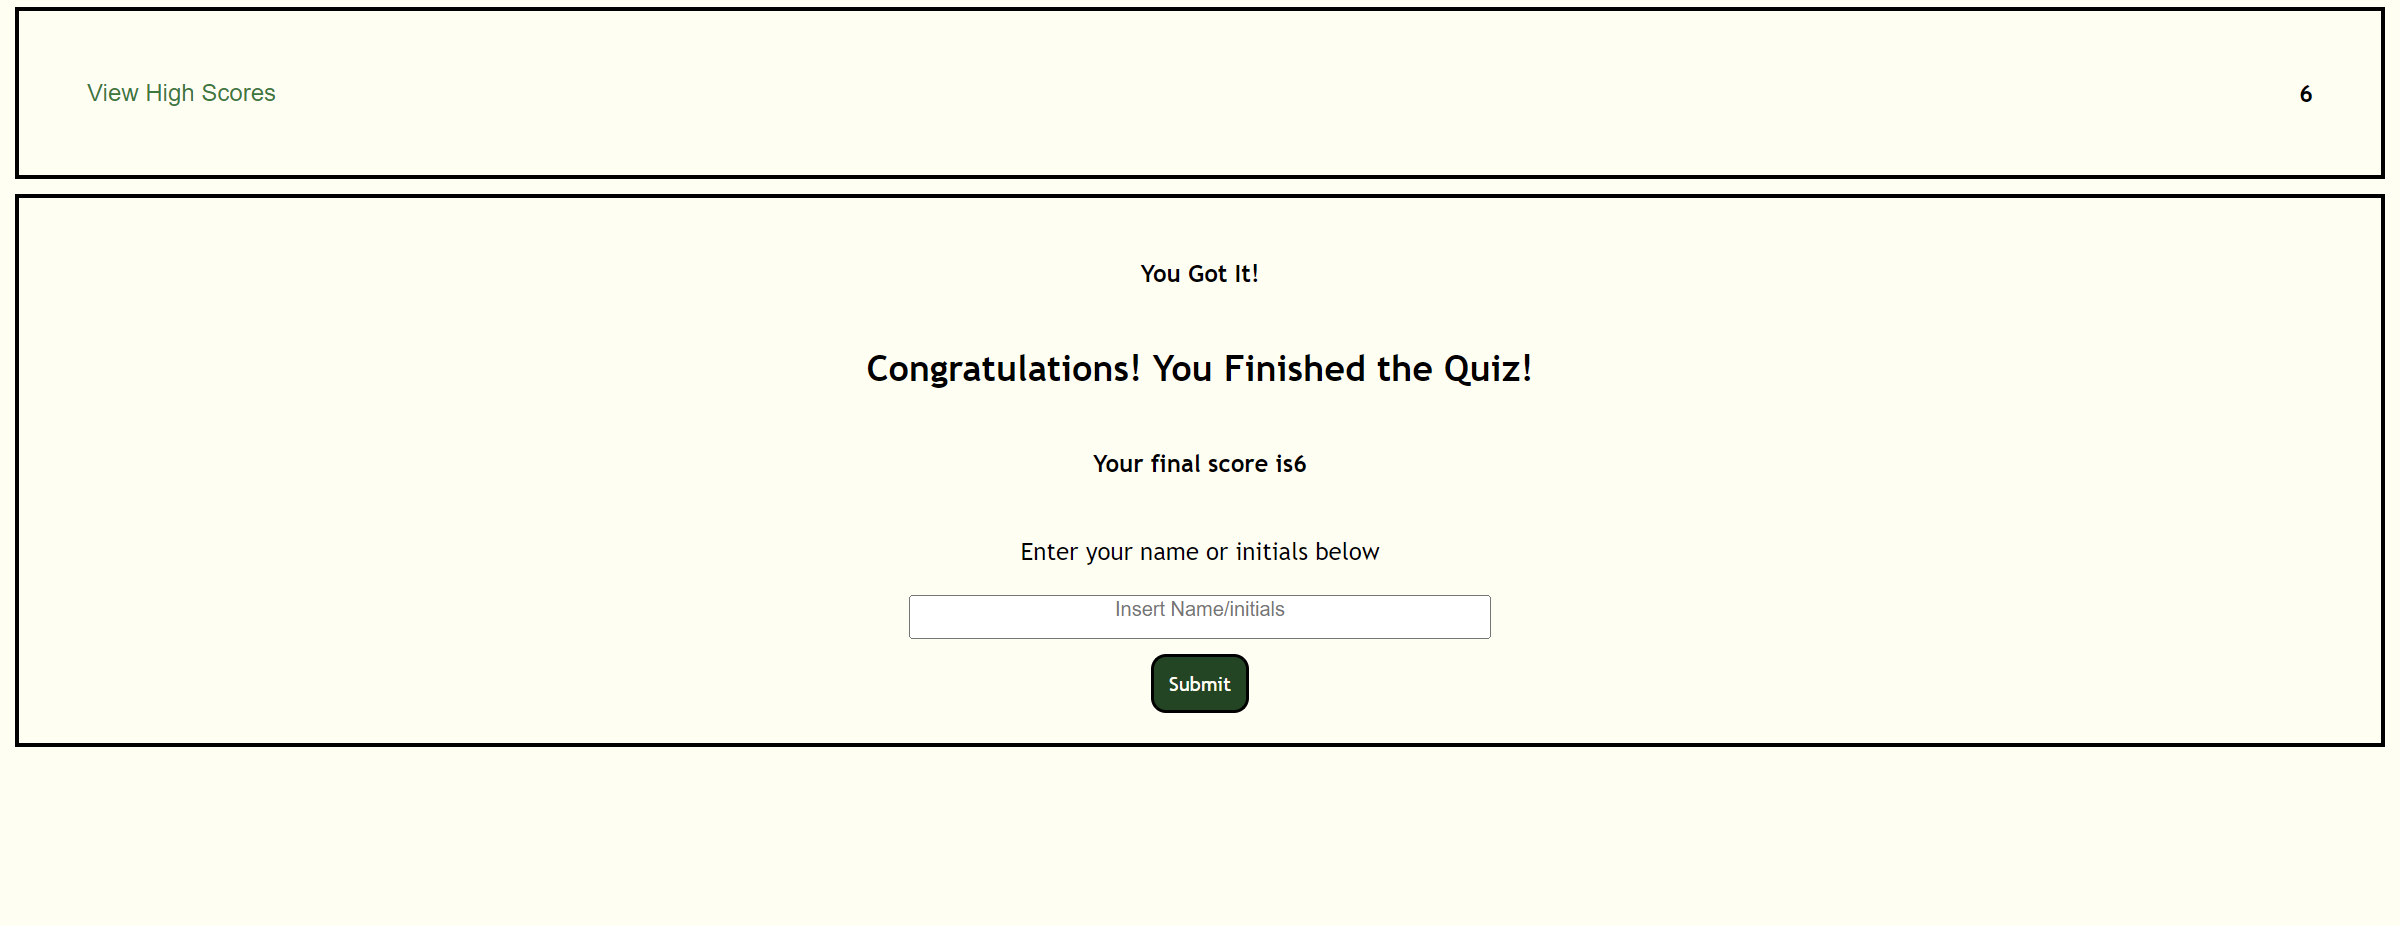 View High Scores
6
You Got It!
Congratulations! You Finished the Quiz!
Your final score is6
Enter your name or initials below
Insert Name/initials
Submit